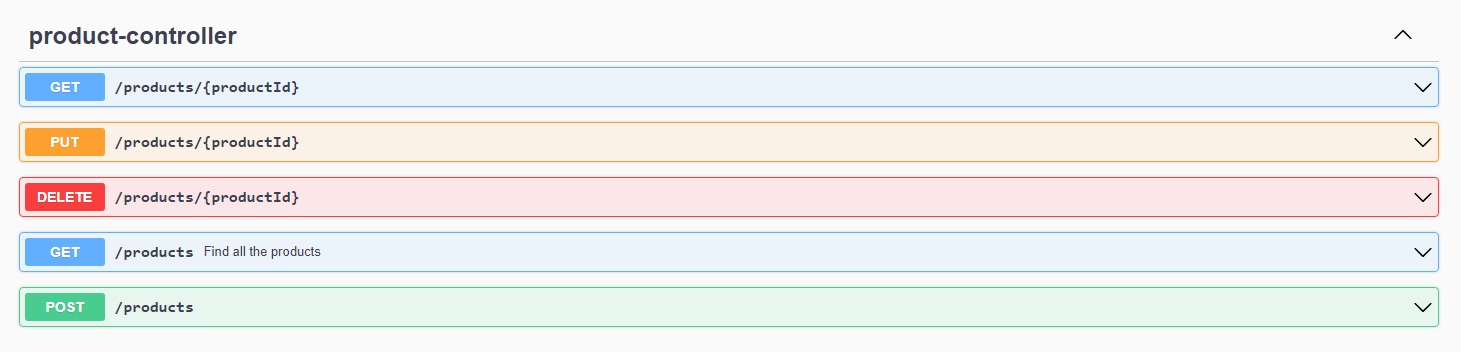 product-controller
GET /products/{productId}
PUT /products/{productId}
DELETE /products/{productId}
GET /products Find all the products
POST /products